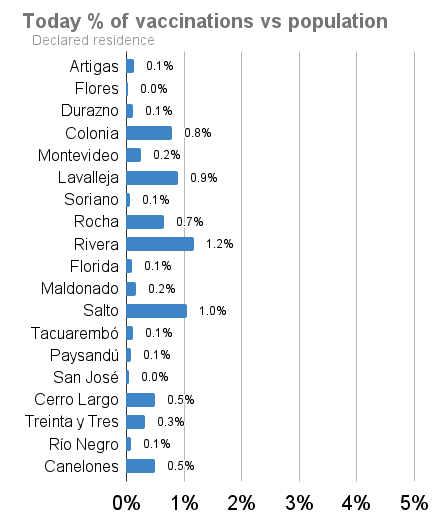 Today % of vaccinations vs population
Declared residence
Artigas 0.1%
Flores 0.0%
Durazno 0.1%
Colonia 0.8%
Montevideo 0.2%
Lavalleja 0.9%
Soriano 0.1%
Rocha 0.7%
Rivera 1.2%
Florida 0.1%
Maldonado 0.2%
Salto 1.0%
Tacuarembó 0.1%
Paysandú 0.1%
San José 0.0%
Cerro Largo 0.5%
Treinta y Tres 0.3%
Río Negro 0.1%
Canelones 0.5%
0% 1% 2% 3% 4% 5%